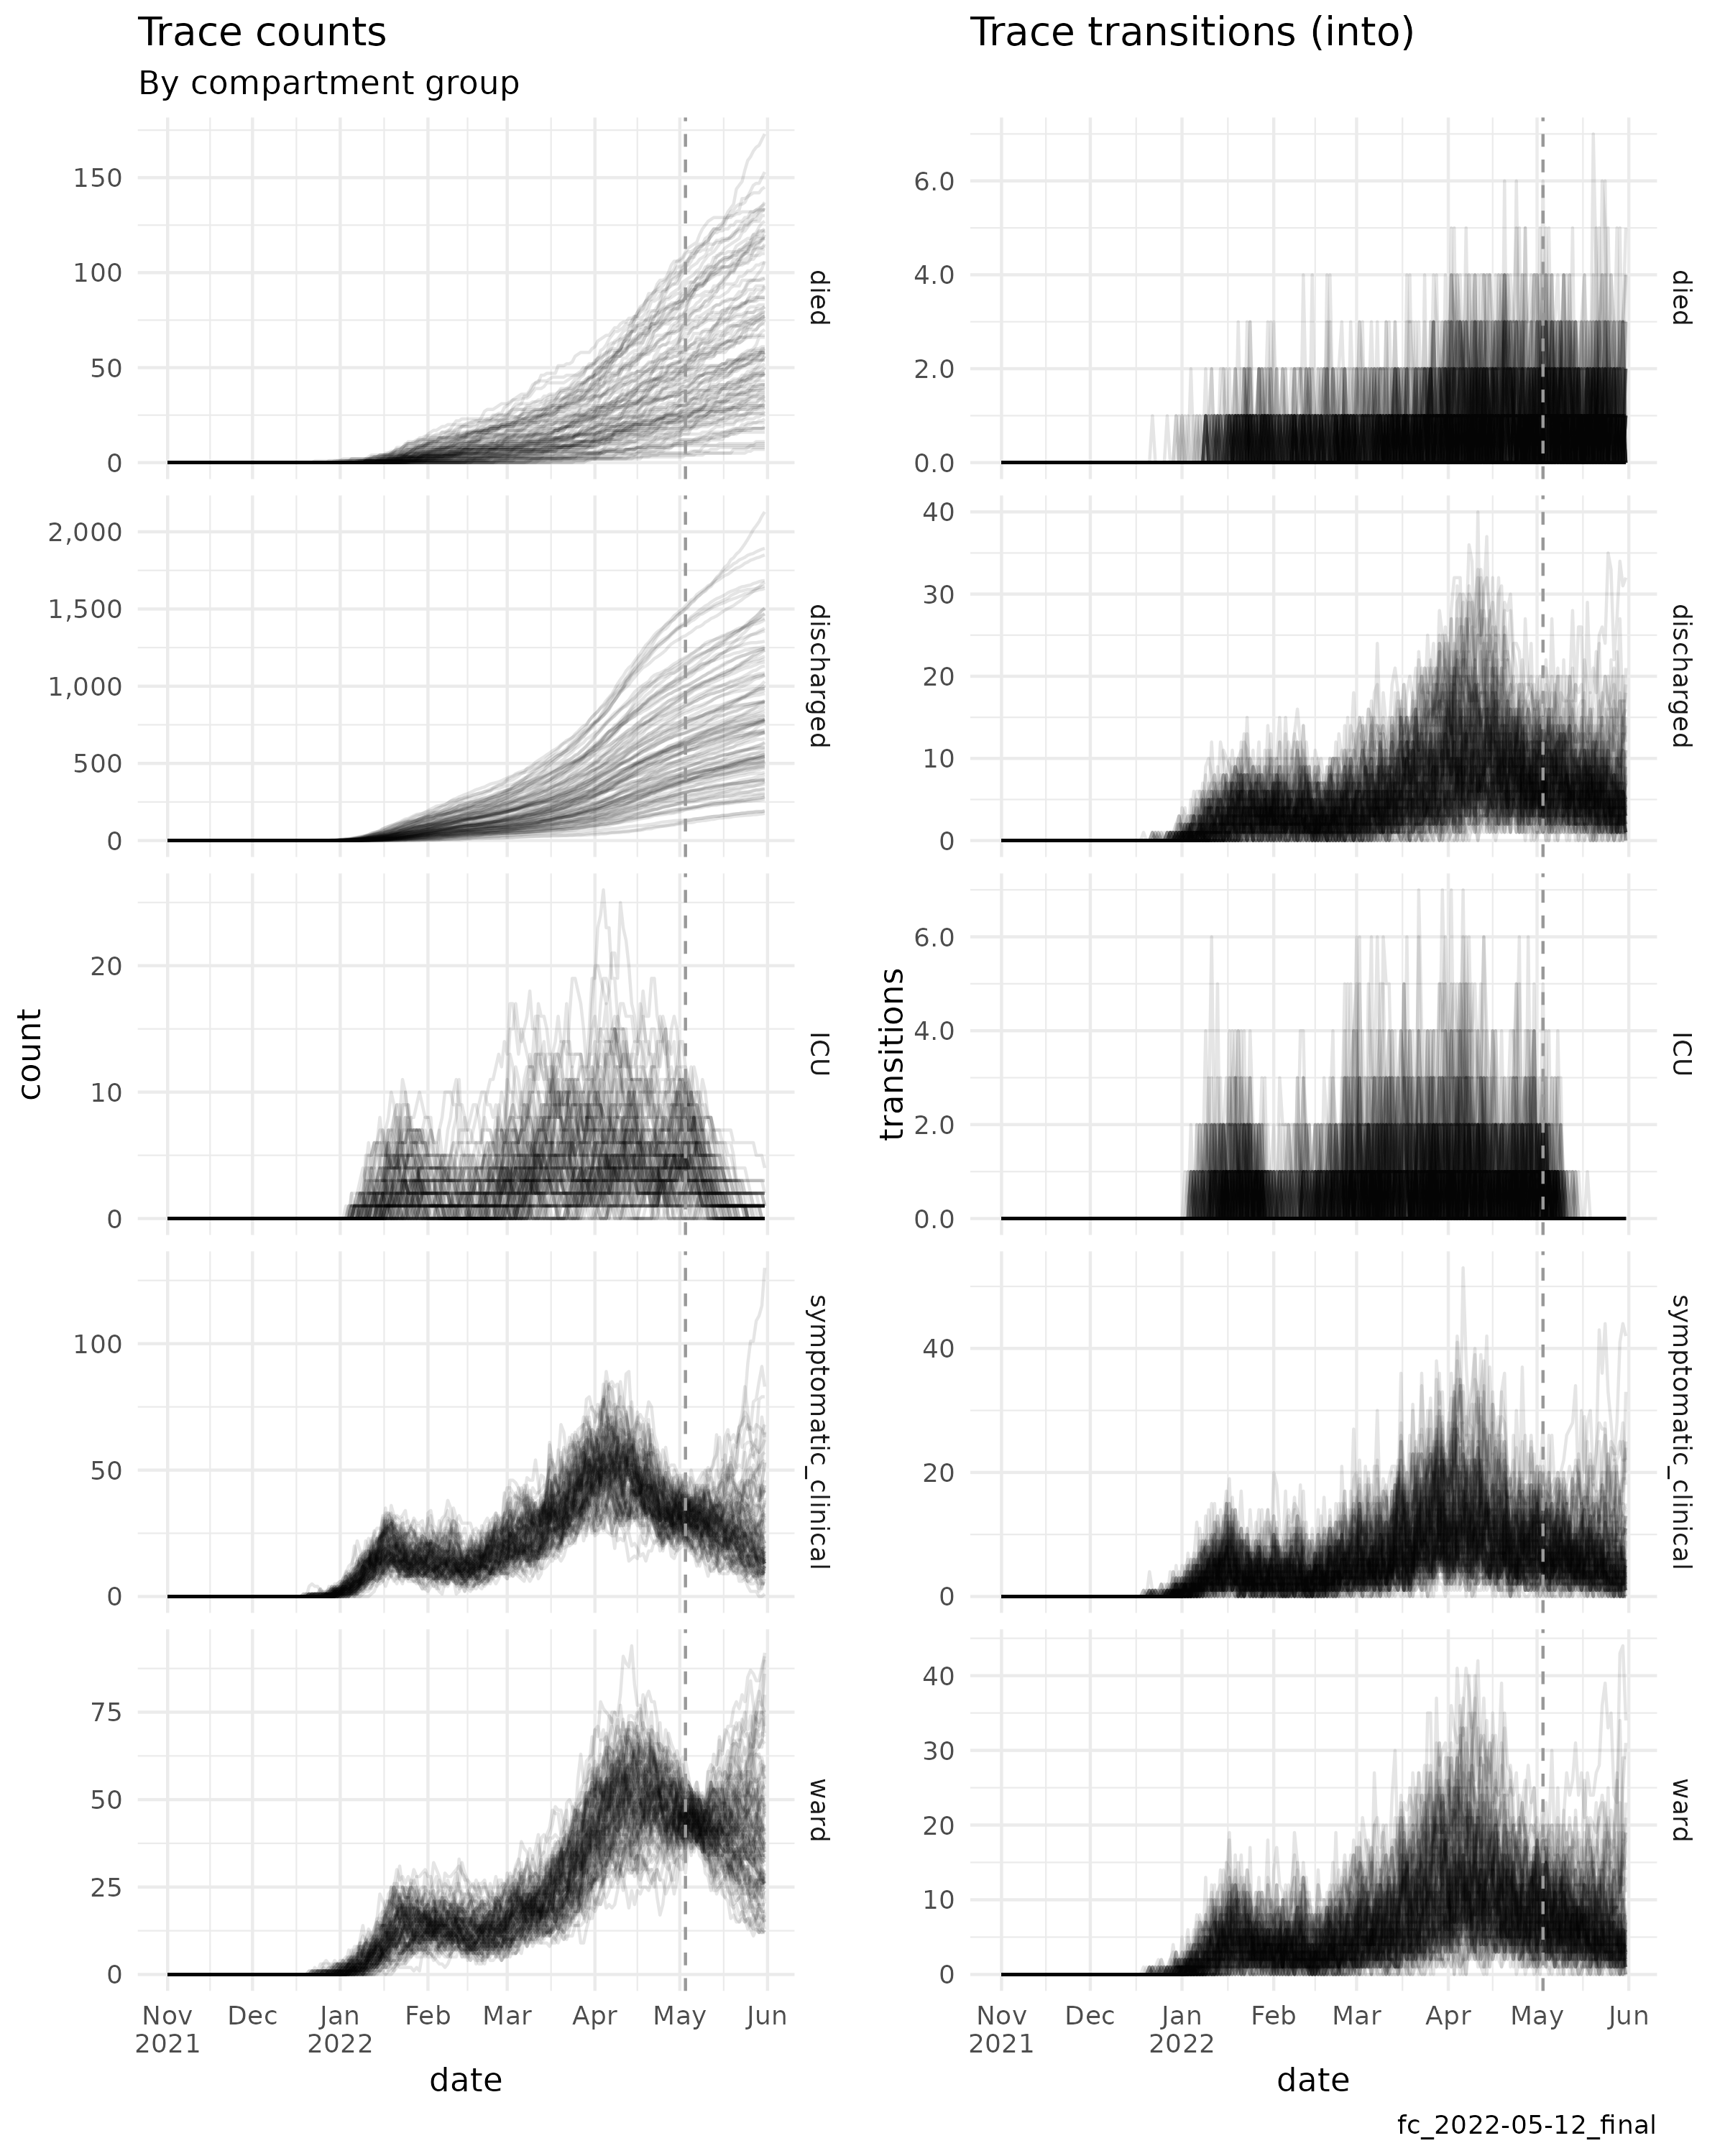 Trace counts
By compartment group
Trace transitions (into)
count
150
100
50
0
died
2,000
1,500
1,000
500
0
discharged
20
10
0
ICU
100
50
0
symptomatic_clinical
75
50
25
0
ward
Nov
2021
Dec
Jan
2022
Feb
Mar
Apr
May
Jun
date
transitions
6.0
4.0
2.0
0.0
died
40
30
20
10
0
discharged
6.0
4.0
2.0
0.0
ICU
40
20
0
symptomatic_clinical
40
30
20
10
0
ward
Nov
2021
Dec
Jan
2022
Feb
Mar
Apr
May
Jun
date
fc_2022-05-12_final